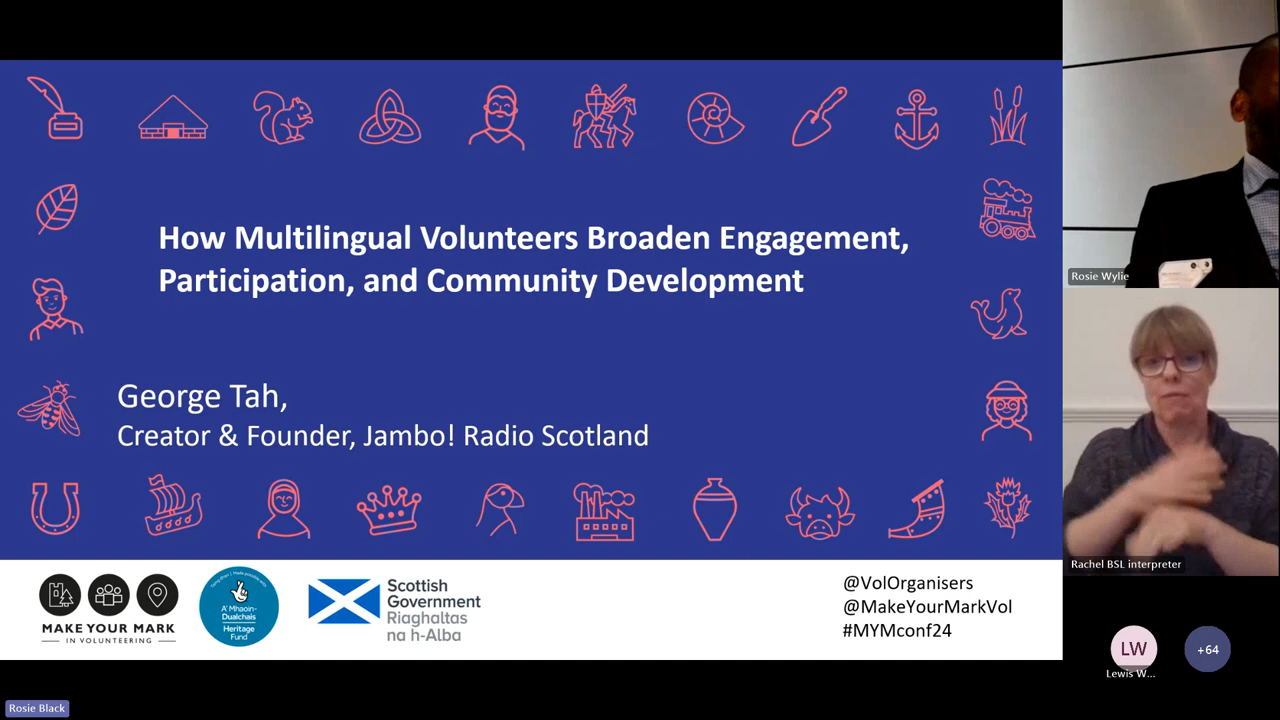 How Multilingual Volunteers Broaden Engagement,
Participation, and Community Development
George Tah,
Creator & Founder, Jambo! Radio Scotland
MAKE YOUR MARK
IN VOLUNTEERING
A' Mhaoin-
Dualchais
Heritage
Fund
Scottish
Government
Riaghaltas
na h-Alba
@VolOrganisers
@MakeYourMarkVol
#MYMconf24
Rosie Wylie
Rachel BSL interpreter
LW
Lewis W...
+64
Rosie Black